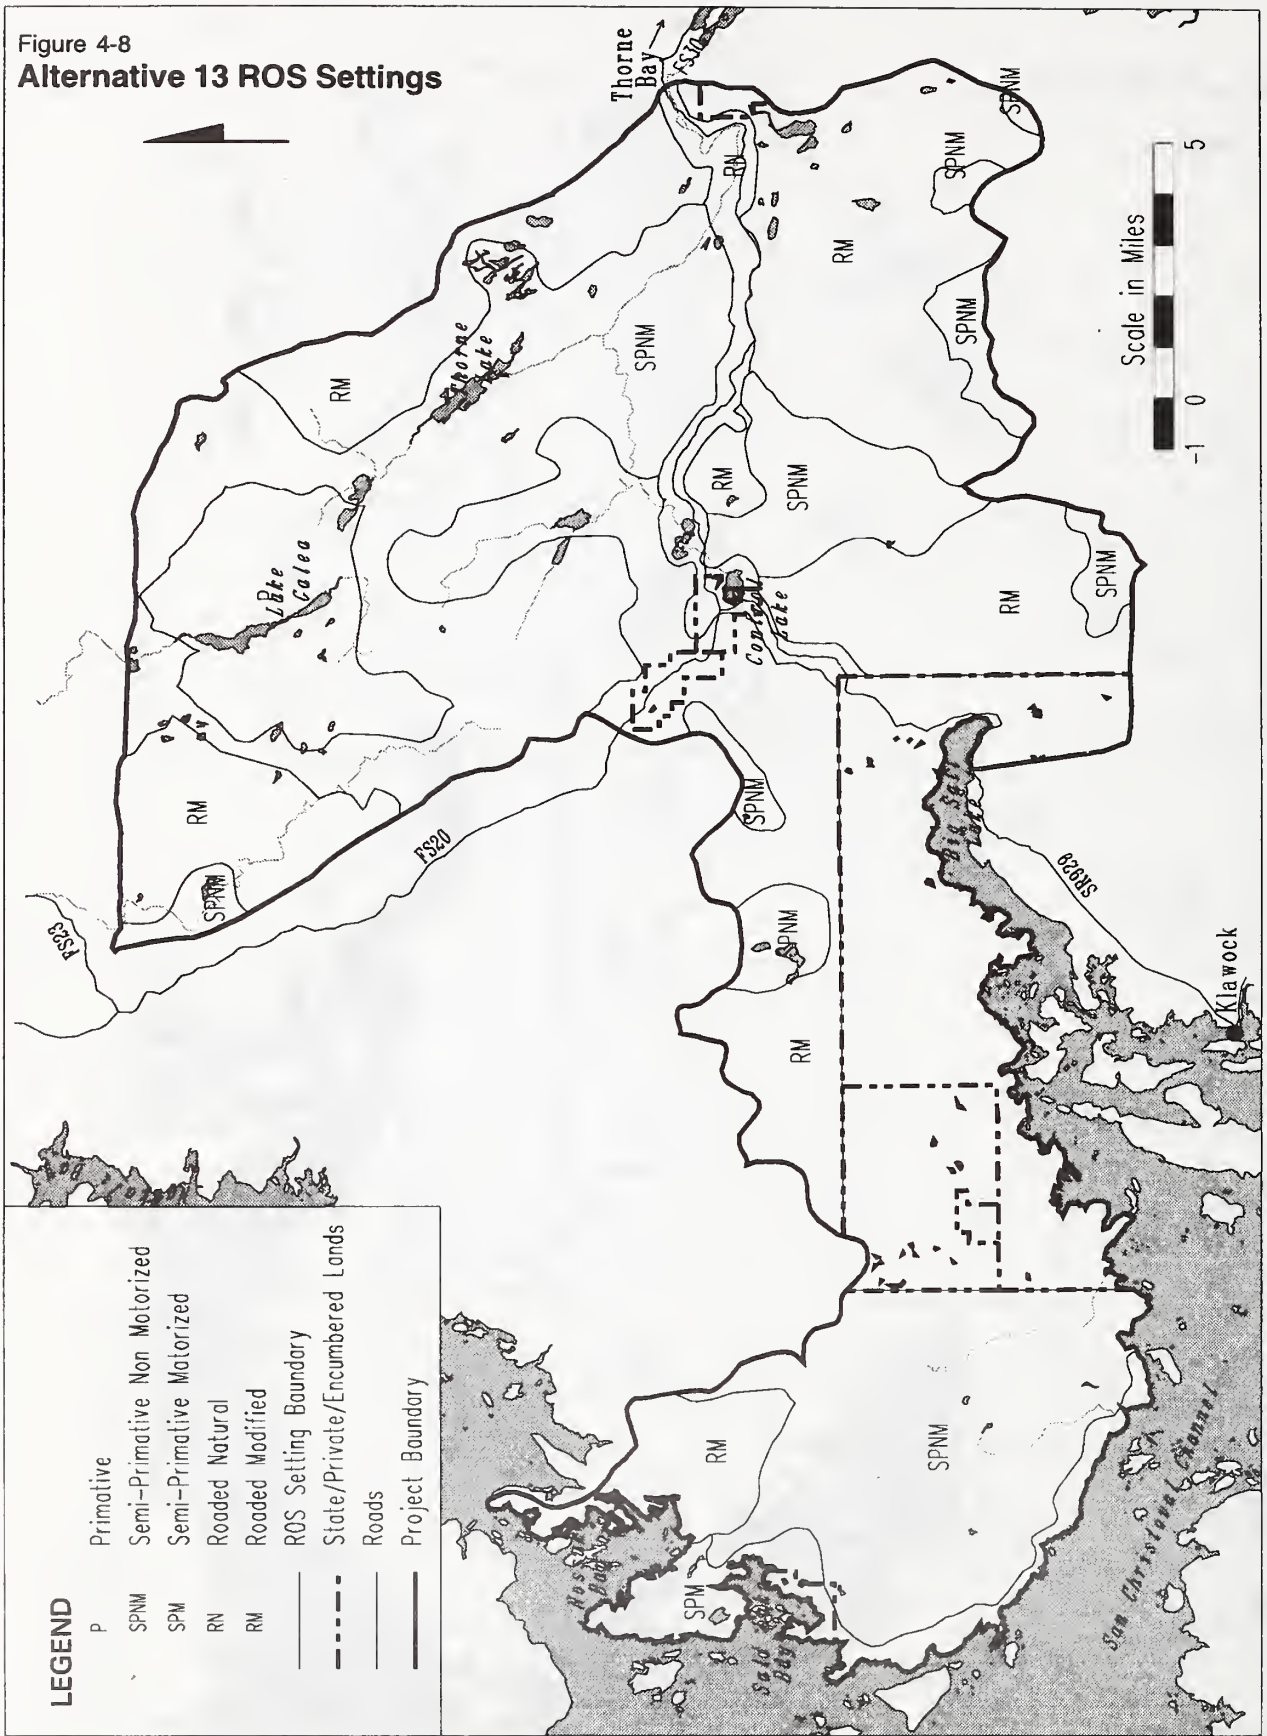 Figure 4-8
Alternative 13 ROS Settings
Thorne
Bay
FS30
SPNM
SPNM
RN
RM
SPNM
Scale in Miles
-1 0 5
Thorne
Lake
SPNM
RM
RM
SPNM
P
Lake
Galea
Control
Lake
RM
SPNM
RM
SPNM
FS23
FS20
SPNM
SPNM
RM
Big Salt
Lake
SR929
Klawock
RM
SPNM
SPM
Salt
Bay
San Christoval Channel
LEGEND
P Primative
SPNM Semi-Primative Non Motorized
SPM Semi-Primative Motorized
RN Roaded Natural
RM Roaded Modified
ROS Setting Boundary
State/Private/Encumbered Lands
Roads
Project Boundary